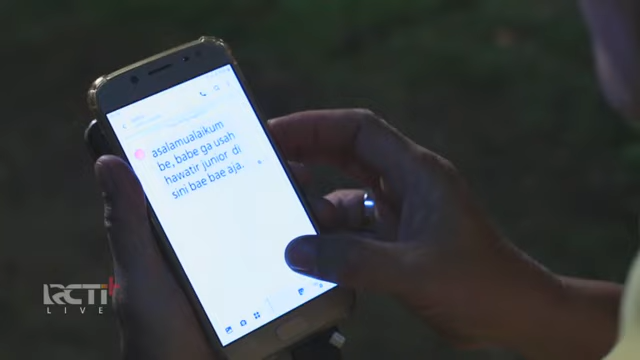 asalamualaikum
be, babe ga usah
hawatir junior di
sini bae bae aja.
RCTI+
LIVE